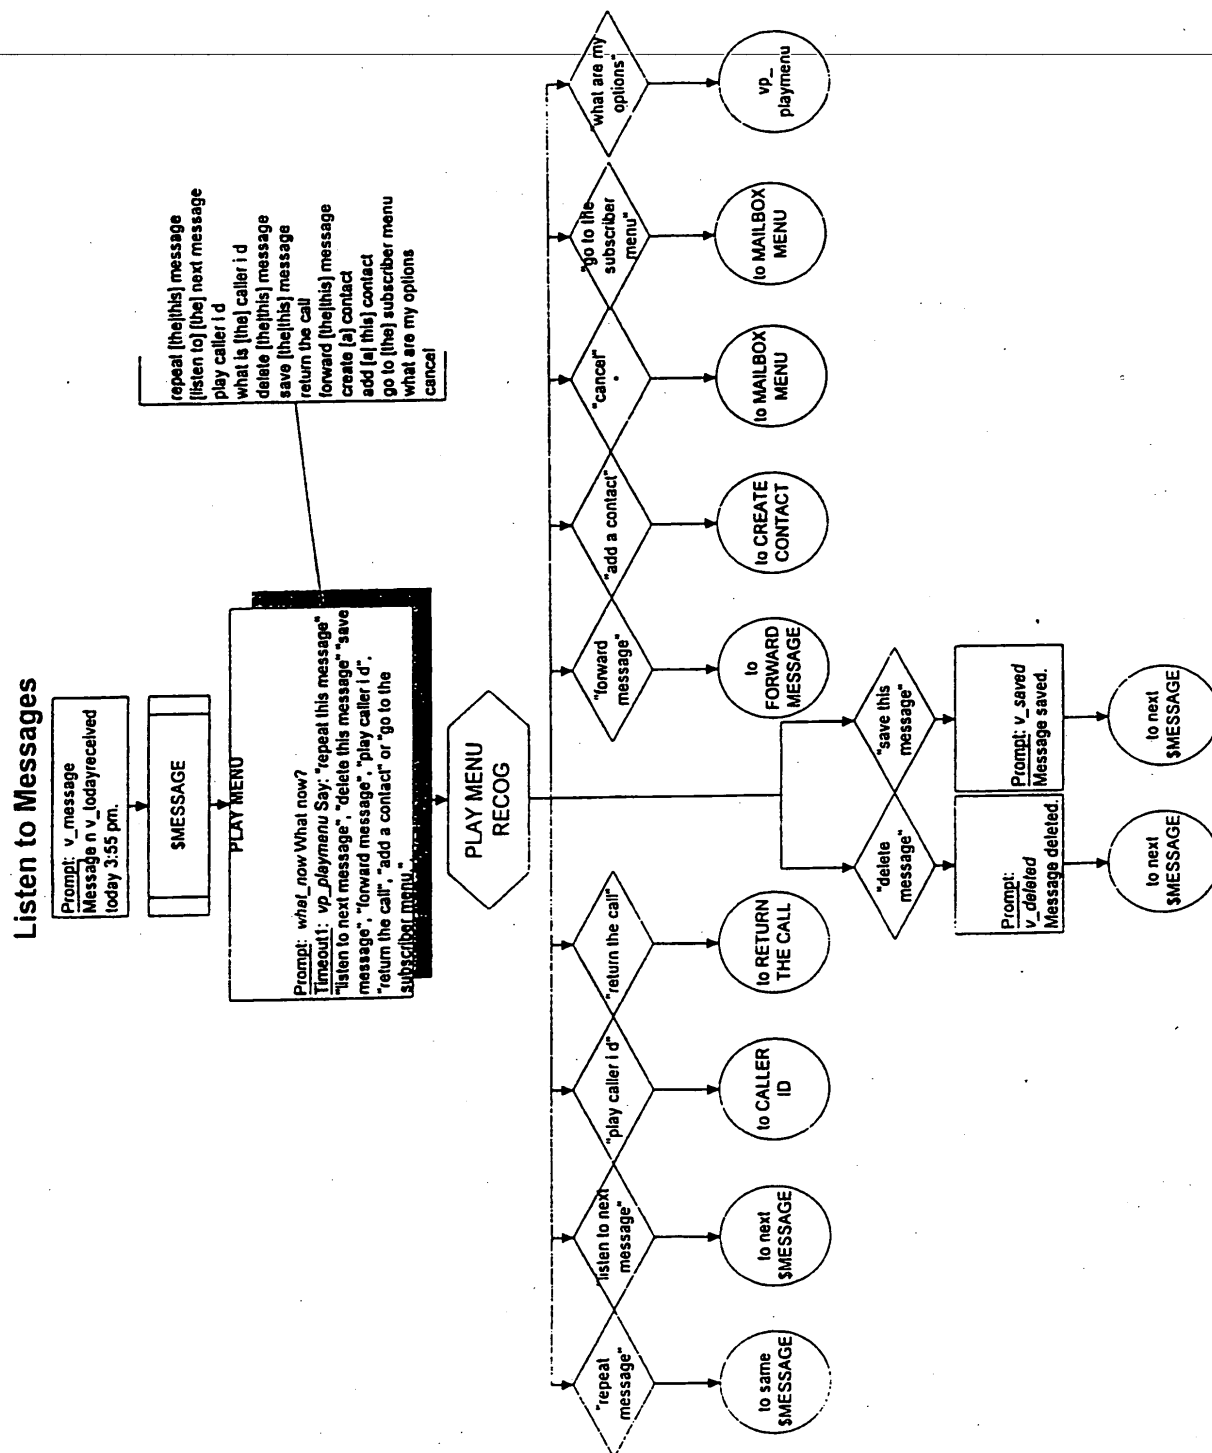 Listen to Messages
Prompt: v_message
Message n v_todayreceived
today 3:55 pm.
$MESSAGE
PLAY MENU
Prompt: what_now What now?
Timeout1: vp_playmenu Say: "repeat this message"
"listen to next message", "delete this message" "save
message", "forward message", "play caller i d",
"return the call", "add a contact" or "go to the
subscriber menu."
repeat [the|this] message
[listen to] [the] next message
play caller i d
what is [the] caller i d
delete [the|this] message
save [the|this] message
return the call
forward [the|this] message
create [a] contact
add [a| this] contact
go to [the] subscriber menu
what are my options
cancel
PLAY MENU
RECOG
"repeat
message"
"listen to next
message"
"play caller i d"
"return the call"
"forward
message"
"add a contact"
"cancel"
"go to the
subscriber
menu"
"what are my
options"
to same
$MESSAGE
to next
$MESSAGE
to CALLER
ID
to RETURN
THE CALL
to
FORWARD
MESSAGE
to CREATE
CONTACT
to MAILBOX
MENU
to MAILBOX
MENU
vp_
playmenu
"delete
message"
"save this
message"
Prompt:
v_deleted
Message deleted.
Prompt: v_saved
Message saved.
to next
$MESSAGE
to next
$MESSAGE